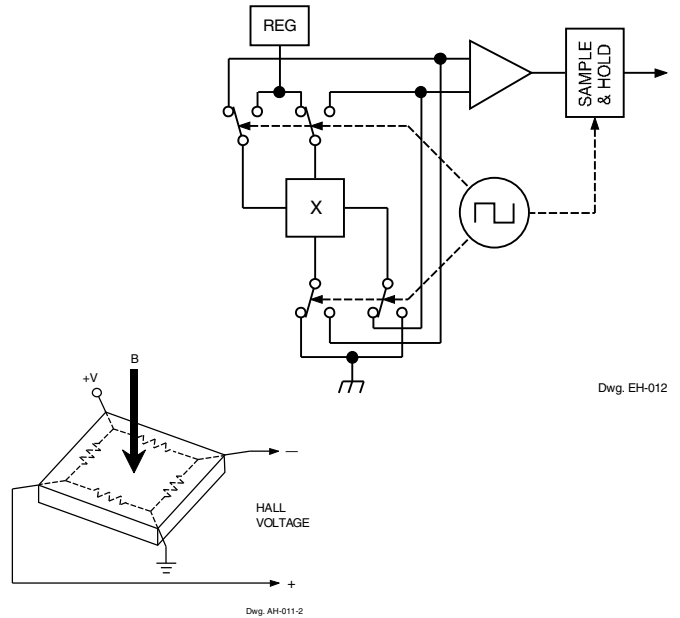 REG
SAMPLE
& HOLD
X
Dwg. EH-012
B
+V
—
HALL
VOLTAGE
+
Dwg. AH-011-2